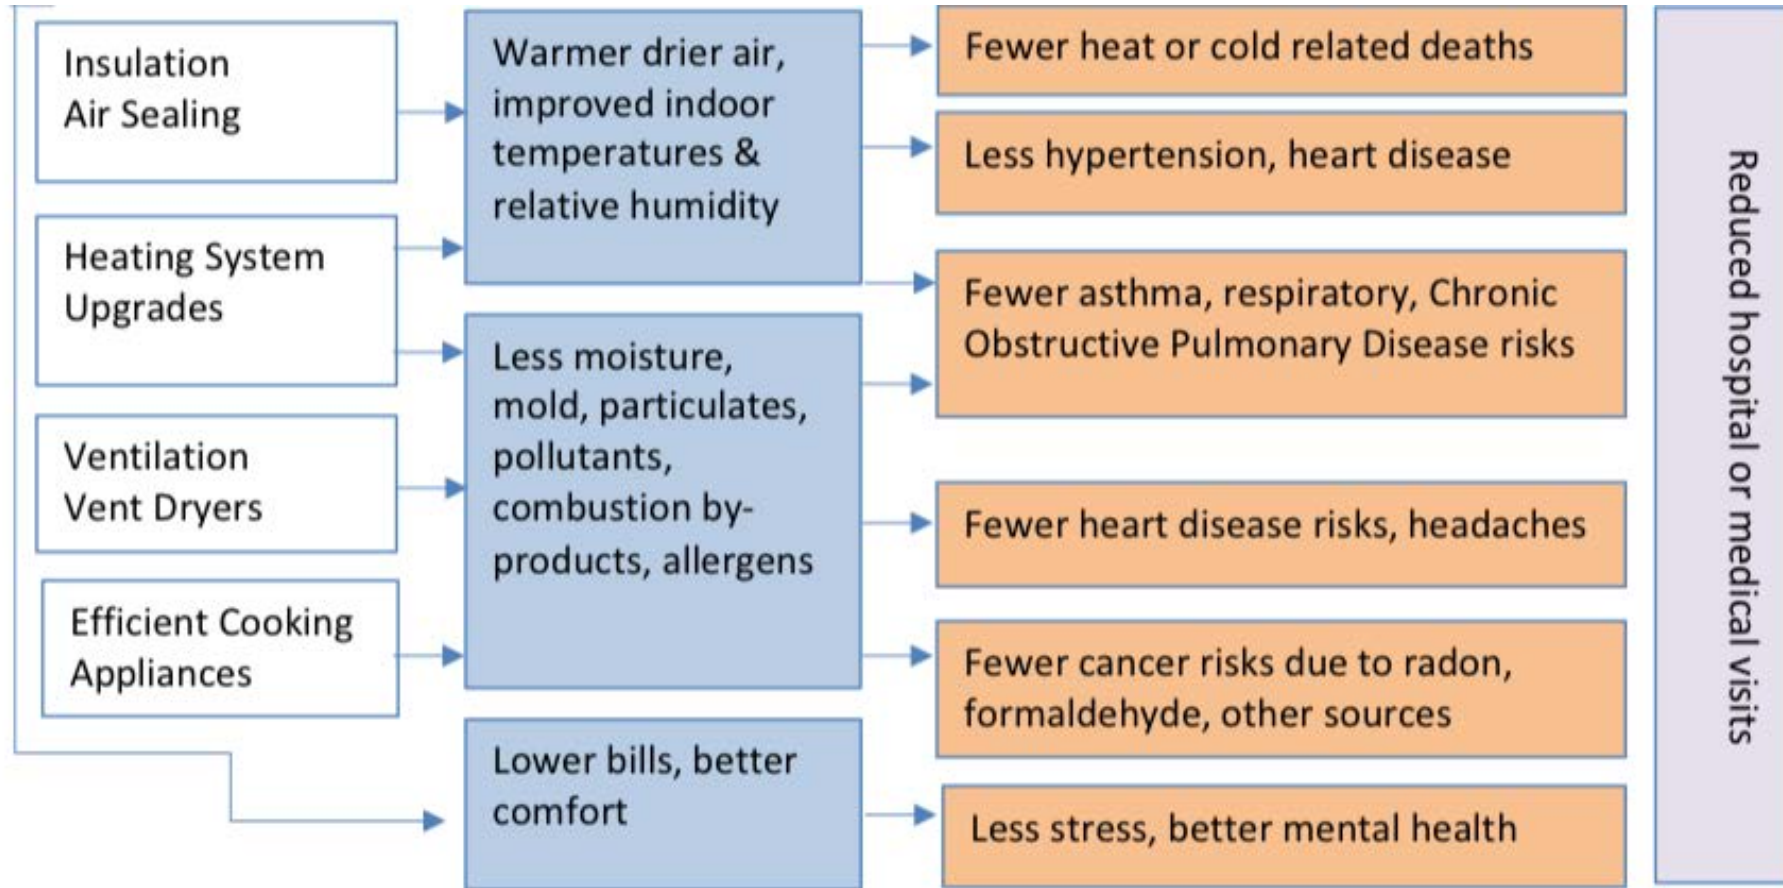 Insulation
Air Sealing
Heating System
Upgrades
Ventilation
Vent Dryers
Efficient Cooking
Appliances
Warmer drier air,
improved indoor
temperatures &
relative humidity
Less moisture,
mold, particulates,
pollutants,
combustion by-
products, allergens
Lower bills, better
comfort
Fewer heat or cold related deaths
Less hypertension, heart disease
Fewer asthma, respiratory, Chronic
Obstructive Pulmonary Disease risks
Fewer heart disease risks, headaches
Fewer cancer risks due to radon,
formaldehyde, other sources
Less stress, better mental health
Reduced hospital or medical visits